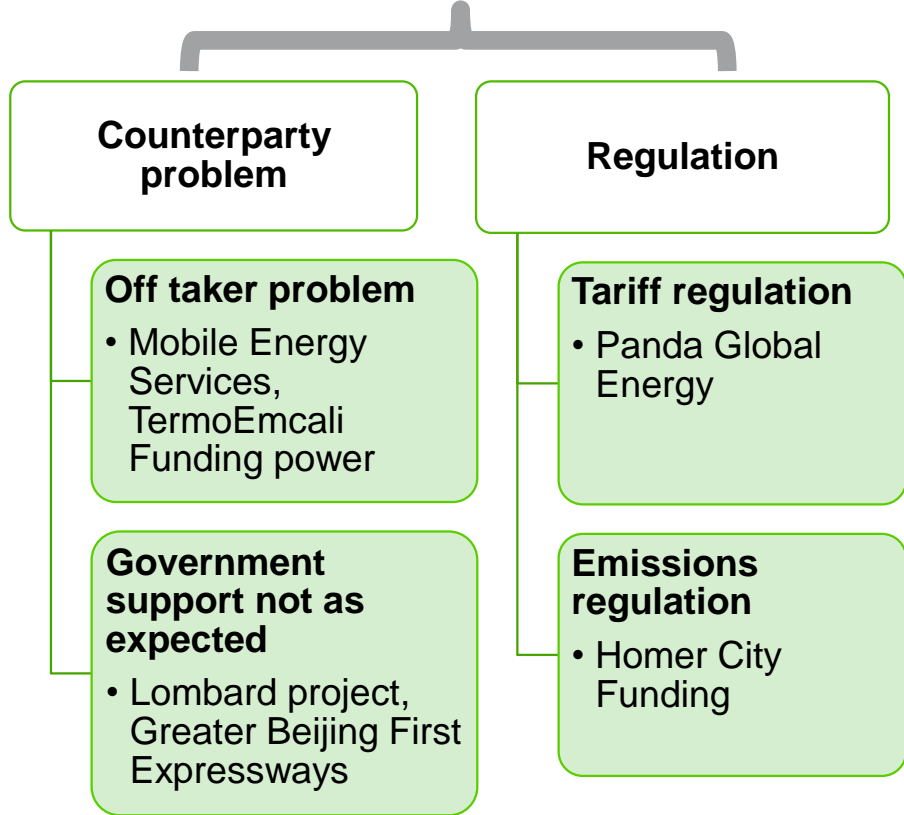 Counterparty
problem
Off taker problem
• Mobile Energy
Services,
TermoEmcali
Funding power
Government
support not as
expected
• Lombard project,
Greater Beijing First
Expressways
Regulation
Tariff regulation
• Panda Global
Energy
Emissions
regulation
• Homer City
Funding